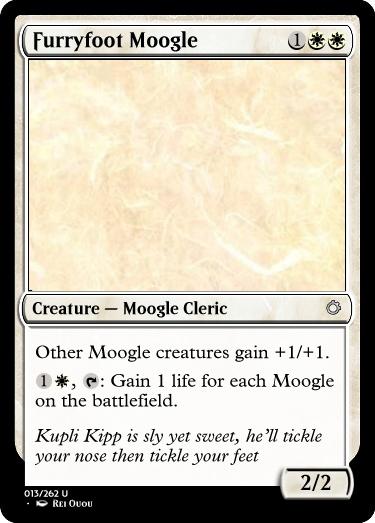 Furryfoot Moogle 1
Creature — Moogle Cleric
Other Moogle creatures gain +1/+1.
1, : Gain 1 life for each Moogle
on the battlefield.
Kupli Kipp is sly yet sweet, he'll tickle
your nose then tickle your feet
2/2
013/262 U
· Rei Ouou